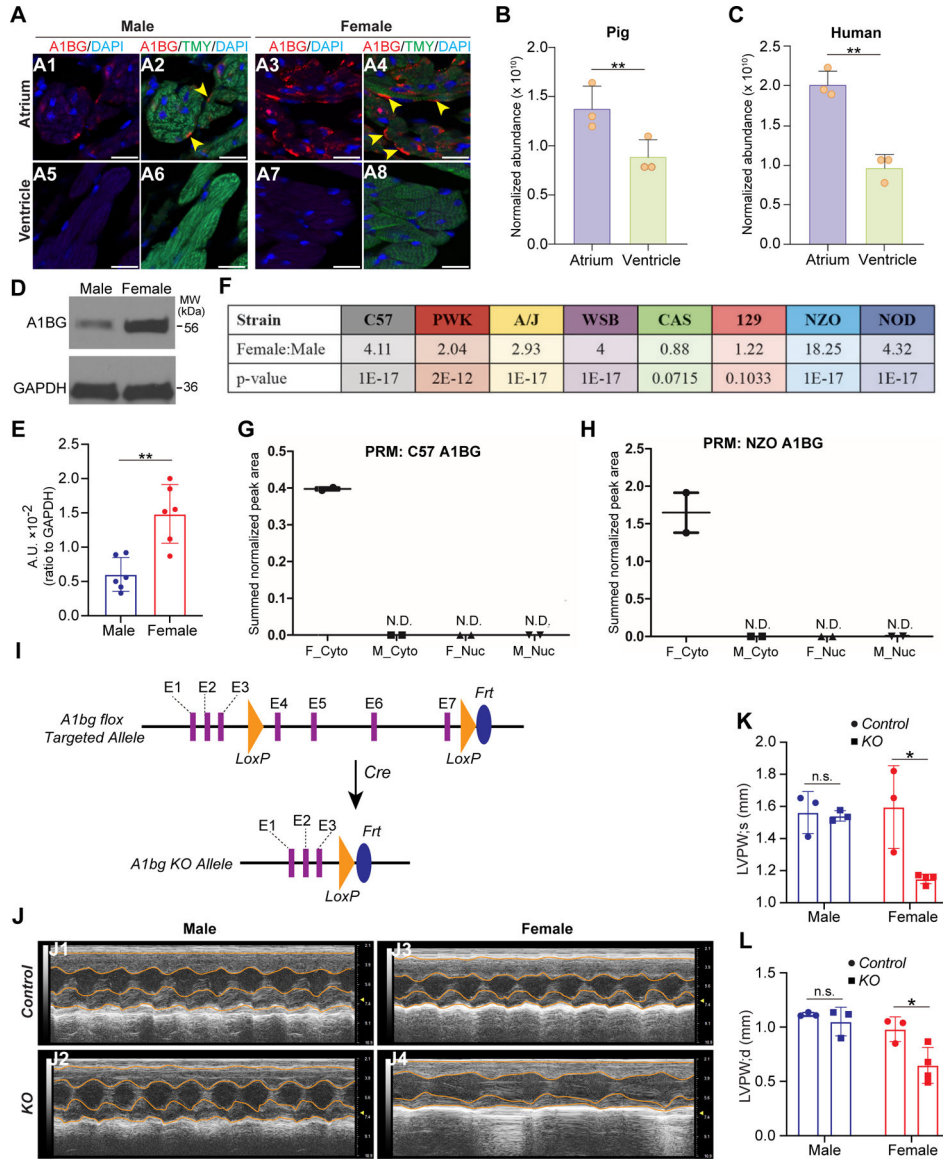 A
Male
Female
A1BG/DAPI
A1BG/TMY/DAPI
A1BG/DAPI
A1BG/TMY/DAPI
Atrium
A1
A2
A3
A4
Ventricle
A5
A6
A7
A8
B
Pig
Normalized abundance (x 10¹⁰)
2.0
1.5
1.0
0.5
0.0
**
Atrium
Ventricle
C
Human
Normalized abundance (x 10¹⁰)
2.5
2.0
1.5
1.0
0.5
0.0
**
Atrium
Ventricle
D
Male
Female
MW
(kDa)
A1BG
-56
GAPDH
-36
F
Strain C57 PWK A/J WSB CAS 129 NZO NOD
Female:Male 4.11 2.04 2.93 4 0.88 1.22 18.25 4.32
p-value 1E-17 2E-12 1E-17 1E-17 0.0715 0.1033 1E-17 1E-17
E
A.U. ×10⁻²
(ratio to GAPDH)
2.5
2.0
1.5
1.0
0.5
0.0
**
Male
Female
G
PRM: C57 A1BG
Summed normalized peak area
0.4
0.2
0.0
N.D.
N.D.
N.D.
F_Cyto
M_Cyto
F_Nuc
M_Nuc
H
PRM: NZO A1BG
Summed normalized peak area
2.5
2.0
1.5
1.0
0.5
0.0
N.D.
N.D.
N.D.
F_Cyto
M_Cyto
F_Nuc
M_Nuc
I
E1
E2
E3
E4
E5
E6
E7
Frt
A1bg flox
Targeted Allele
LoxP
LoxP
Cre
E1
E2
E3
Frt
A1bg KO Allele
LoxP
J
Male
Female
Control
J1
J3
KO
J2
J4
K
Control
KO
LVPW;s (mm)
2.0
1.8
1.6
1.4
1.2
1.0
n.s.
*
Male
Female
L
Control
KO
LVPW;d (mm)
1.5
1.0
0.5
0.0
n.s.
*
Male
Female